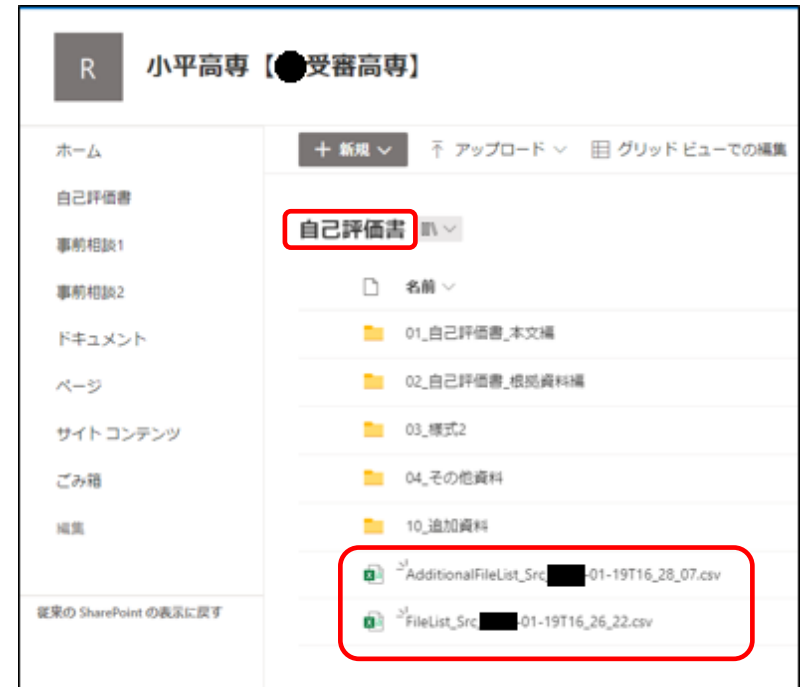 R
小平高専【受審高専】
ホーム
自己評価書
事前相談1
事前相談2
ドキュメント
ページ
サイト コンテンツ
ごみ箱
編集
従来の SharePoint の表示に戻す
+ 新規
アップロード
グリッド ビューでの編集
自己評価書
名前
01_自己評価書_本文編
02_自己評価書_根拠資料編
03_様式2
04_その他資料
10_追加資料
AdditionalFileList_Src_-01-19T16_28_07.csv
FileList_Src_-01-19T16_26_22.csv